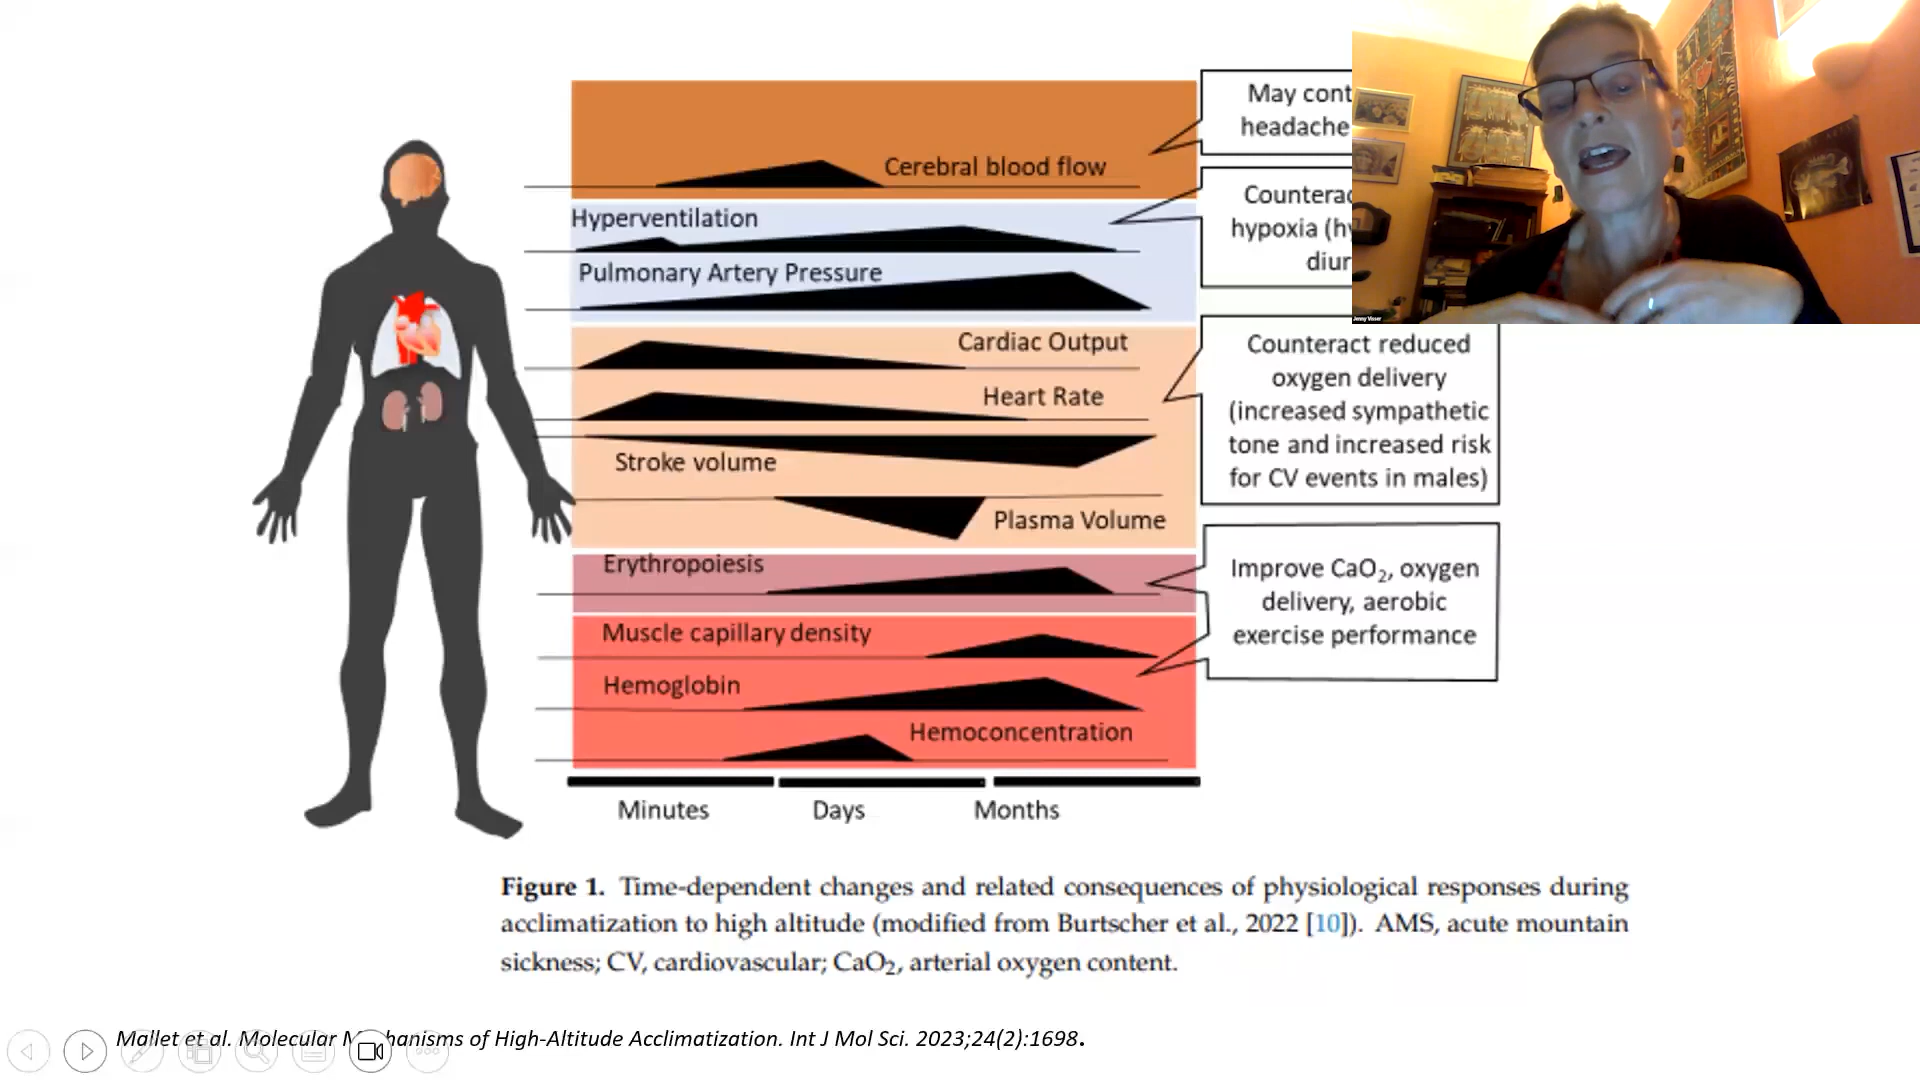 May cont
headache
Cerebral blood flow
Hyperventilation
Counterac
hypoxia (hy
diur
Pulmonary Artery Pressure
Cardiac Output
Heart Rate
Stroke volume
Plasma Volume
Counteract reduced
oxygen delivery
(increased sympathetic
tone and increased risk
for CV events in males)
Erythropoiesis
Improve CaO₂, oxygen
delivery, aerobic
exercise performance
Muscle capillary density
Hemoglobin
Hemoconcentration
Minutes Days Months
Figure 1. Time-dependent changes and related consequences of physiological responses during
acclimatization to high altitude (modified from Burtscher et al., 2022 [10]). AMS, acute mountain
sickness; CV, cardiovascular; CaO₂, arterial oxygen content.
Mallet et al. Molecular Mechanisms of High-Altitude Acclimatization. Int J Mol Sci. 2023;24(2):1698.
Jenny Visser